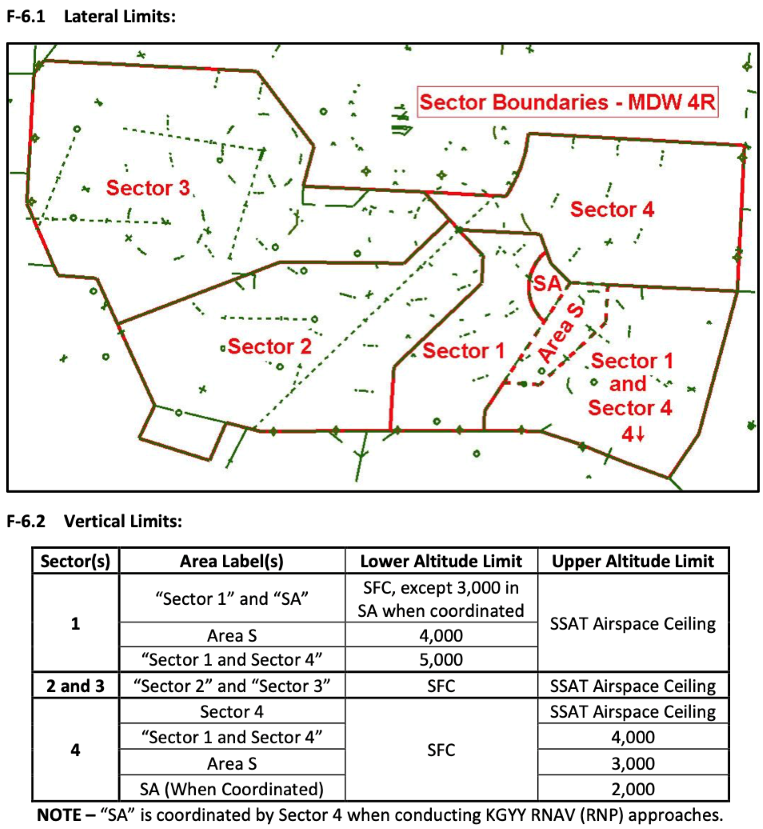 F-6.1 Lateral Limits:
Sector Boundaries - MDW 4R
Sector 3
Sector 4
SA
Area S
Sector 2
Sector 1
Sector 1
and
Sector 4
4↓
F-6.2 Vertical Limits:
Sector(s) Area Label(s) Lower Altitude Limit Upper Altitude Limit
1 "Sector 1" and "SA" SFC, except 3,000 in
SA when coordinated SSAT Airspace Ceiling
Area S 4,000
"Sector 1 and Sector 4" 5,000
2 and 3 "Sector 2" and "Sector 3" SFC SSAT Airspace Ceiling
4 Sector 4 SFC SSAT Airspace Ceiling
"Sector 1 and Sector 4" 4,000
Area S 3,000
SA (When Coordinated) 2,000
NOTE – "SA" is coordinated by Sector 4 when conducting KGYY RNAV (RNP) approaches.